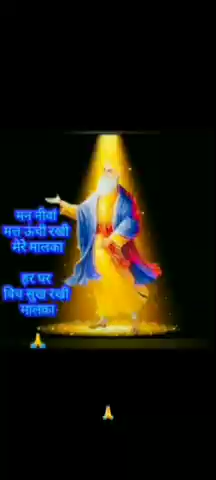 मन नीवां
मत्त ऊंची रखी
मेरे मालका
हर घर
विच सुख रखीं
मालका
🙏
🙏